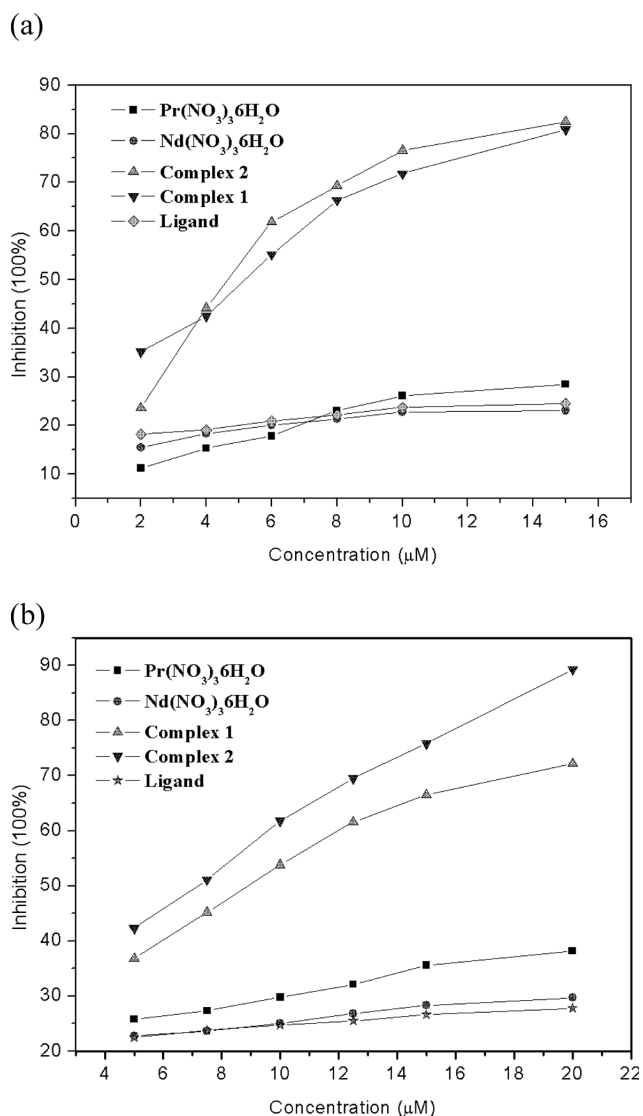 (a)
90
80
70
60
50
40
30
20
10
0 2 4 6 8 10 12 14 16
Inhibition (100%)
Concentration (μM)
Pr(NO₃)₃6H₂O
Nd(NO₃)₃6H₂O
Complex 2
Complex 1
Ligand
(b)
90
80
70
60
50
40
30
20
4 6 8 10 12 14 16 18 20 22
Inhibition (100%)
Concentration (μM)
Pr(NO₃)₃6H₂O
Nd(NO₃)₃6H₂O
Complex 1
Complex 2
Ligand